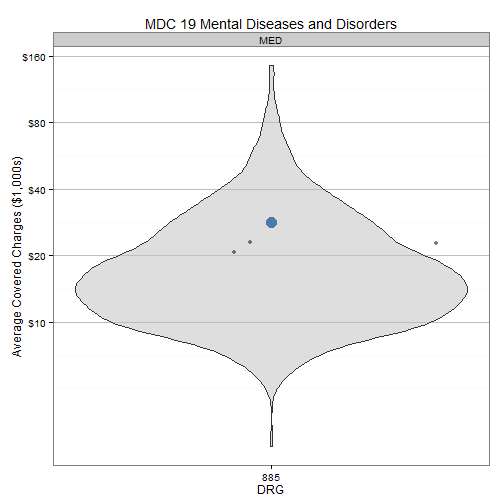 MDC 19 Mental Diseases and Disorders
MED
$160
$80
$40
$20
$10
Average Covered Charges ($1,000s)
885
DRG